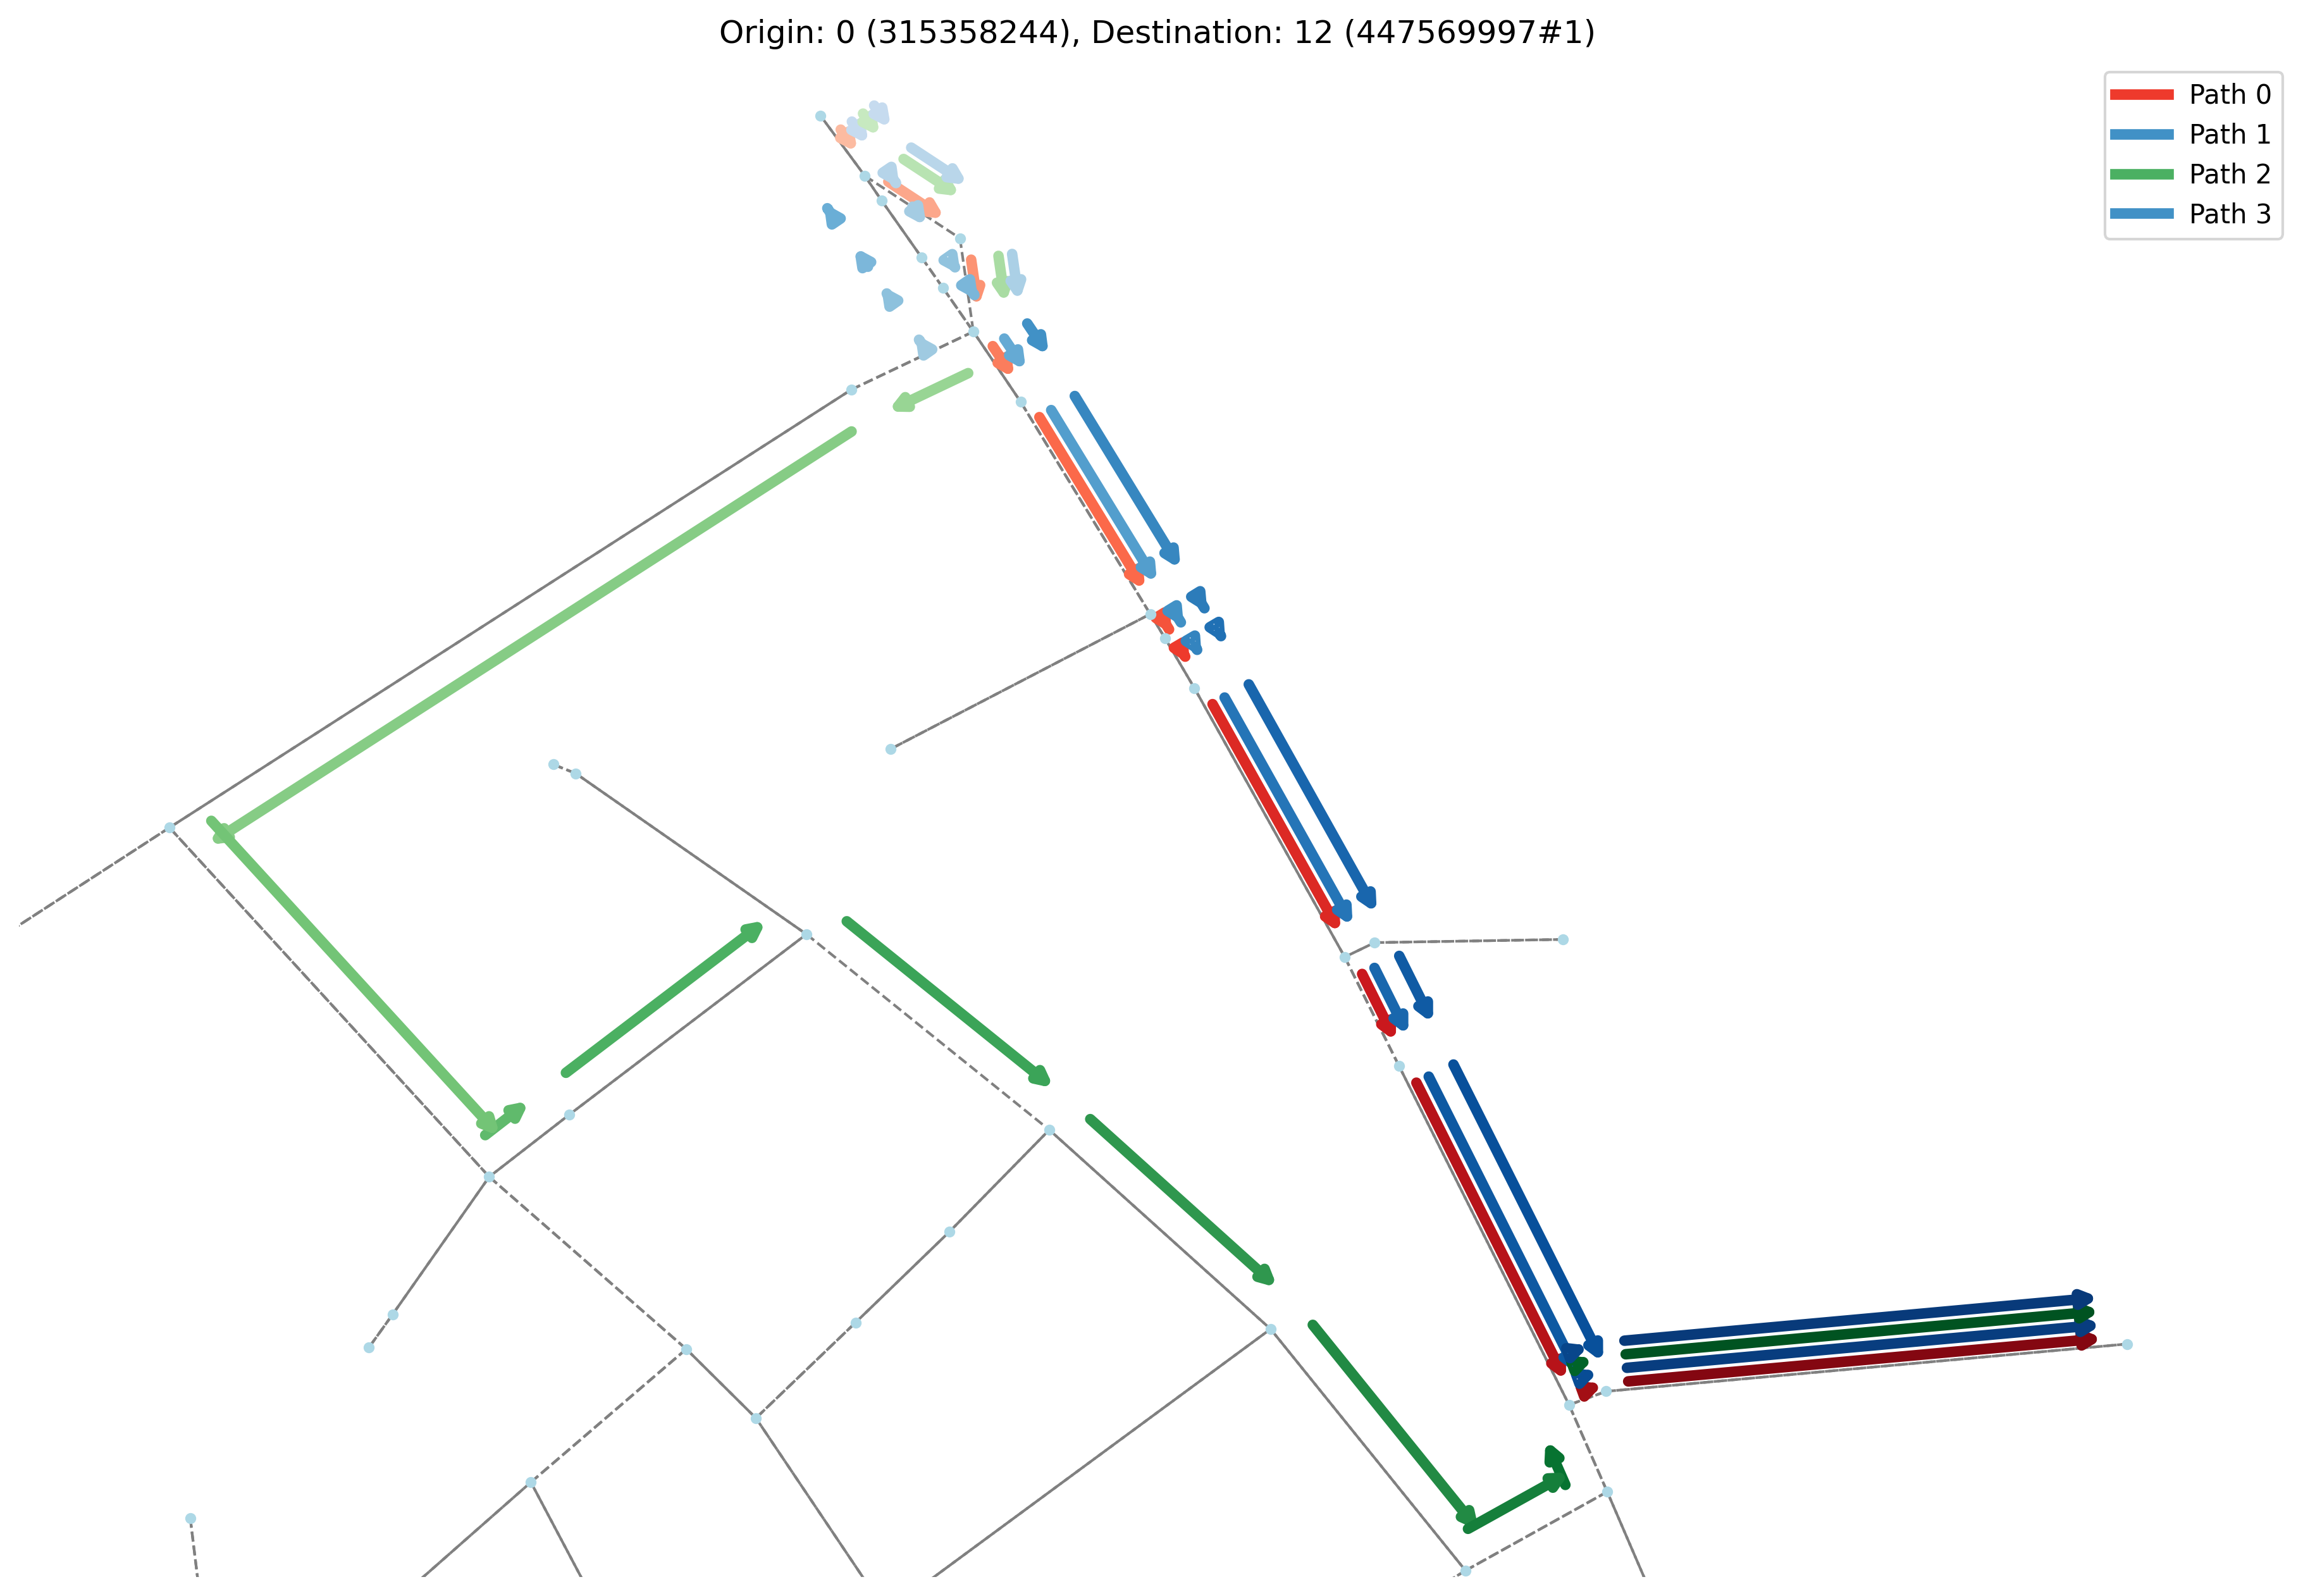 Origin: 0 (315358244), Destination: 12 (447569997#1)
Path 0
Path 1
Path 2
Path 3